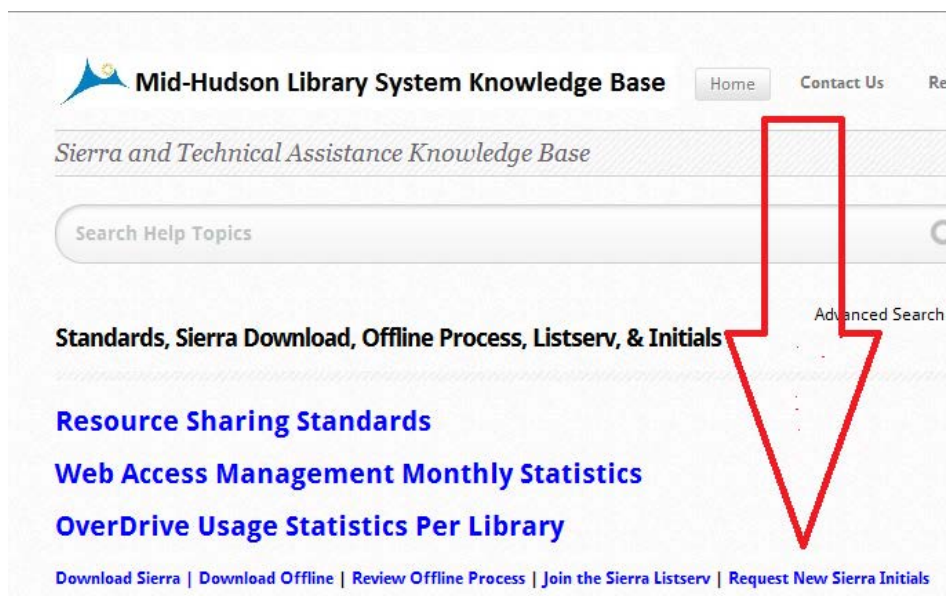 Mid-Hudson Library System Knowledge Base Home Contact Us
Sierra and Technical Assistance Knowledge Base
Search Help Topics
Advanced Search
Standards, Sierra Download, Offline Process, Listserv, & Initials
Resource Sharing Standards
Web Access Management Monthly Statistics
OverDrive Usage Statistics Per Library
Download Sierra | Download Offline | Review Offline Process | Join the Sierra Listserv | Request New Sierra Initials